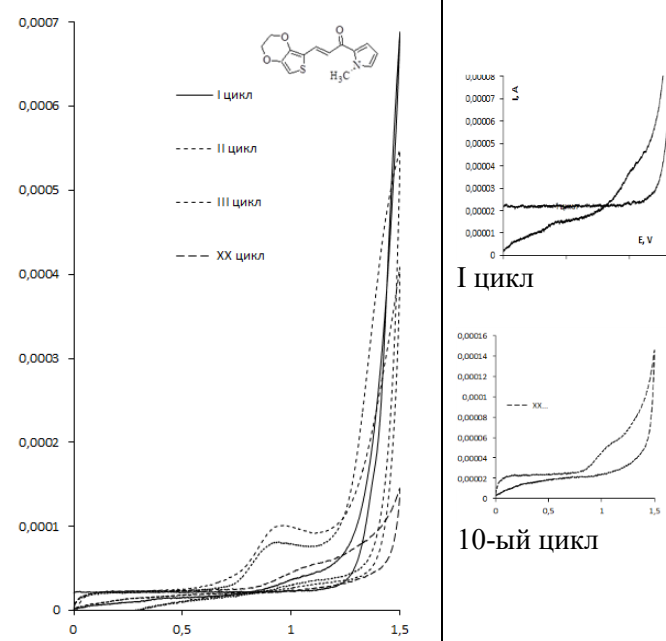 0,0007
0,0006
0,0005
0,0004
0,0003
0,0002
0,0001
0
0
0,5
1
1,5
O
O
S
O
N
H₃C
I цикл
II цикл
III цикл
XX цикл
0,00008
0,00007
0,00006
0,00005
0,00004
0,00003
0,00002
0,00001
0
I, A
E, V
I цикл
0,00016
0,00014
0,00012
0,0001
0,00008
0,00006
0,00004
0,00002
0
0
0,5
1
1,5
XX...
10-ый цикл